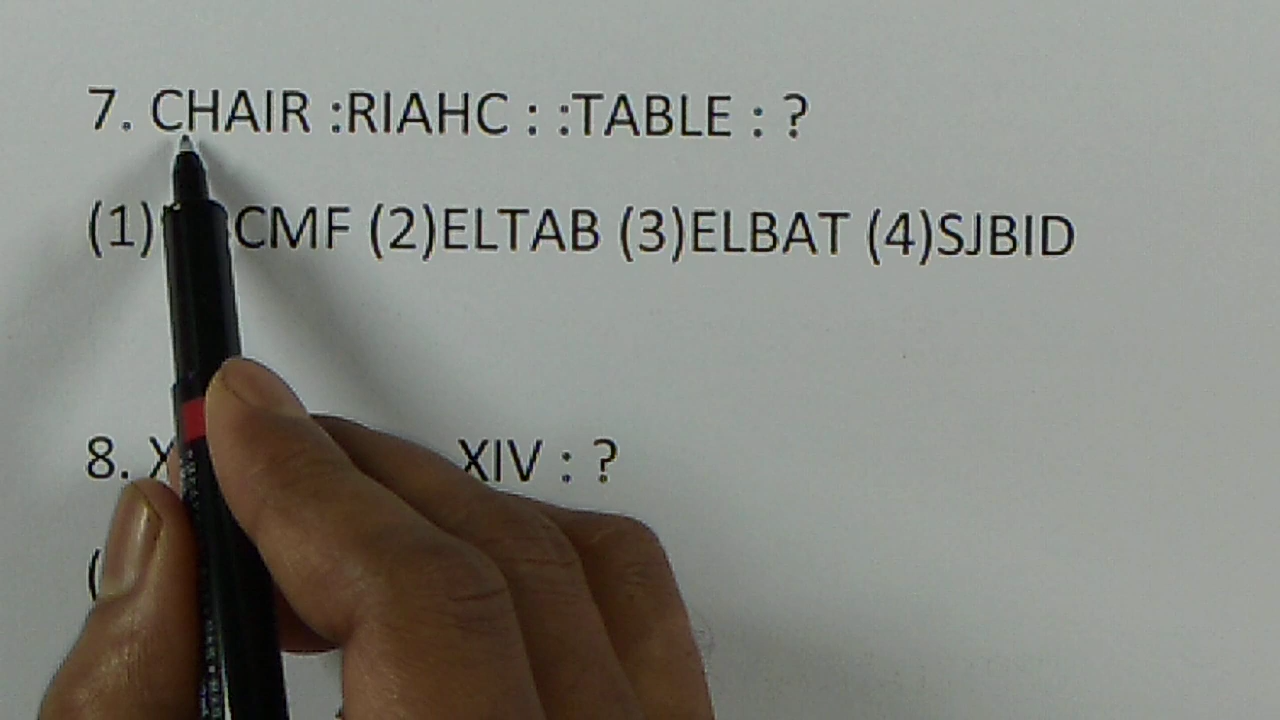 7. CHAIR :RIAHC : :TABLE : ?
(1) CMF (2)ELTAB (3)ELBAT (4)SJBID
8. X XIV : ?
(